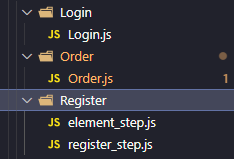 Login
JS Login.js
Order
JS Order.js 1
Register
JS element_step.js
JS register_step.js